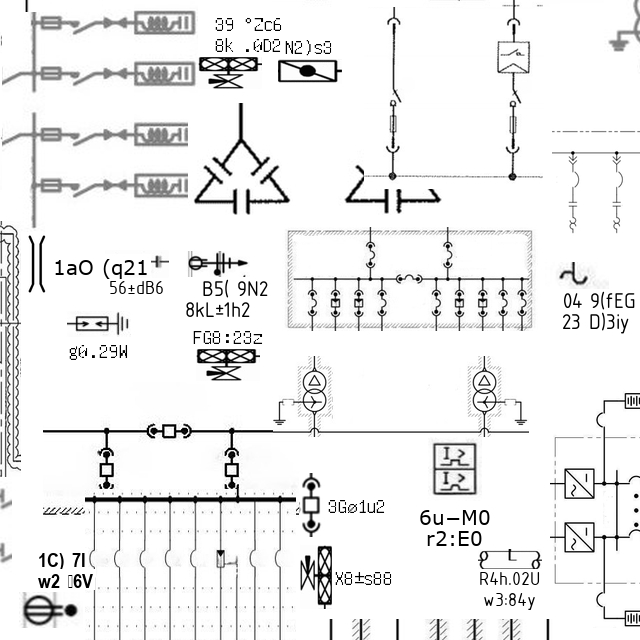 39 °Zc6
8k .0D2
N2)s3
1aO (q21
56±dB6
B5( 9N2
8kL±1h2
04 9(fEG
23 D)3iy
g0.29W
FG8:23z
3Gø1u2
6u−M0
r2:E0
1C) 7I
w2 6V
X8±s88
R4h.02U
w3:84y